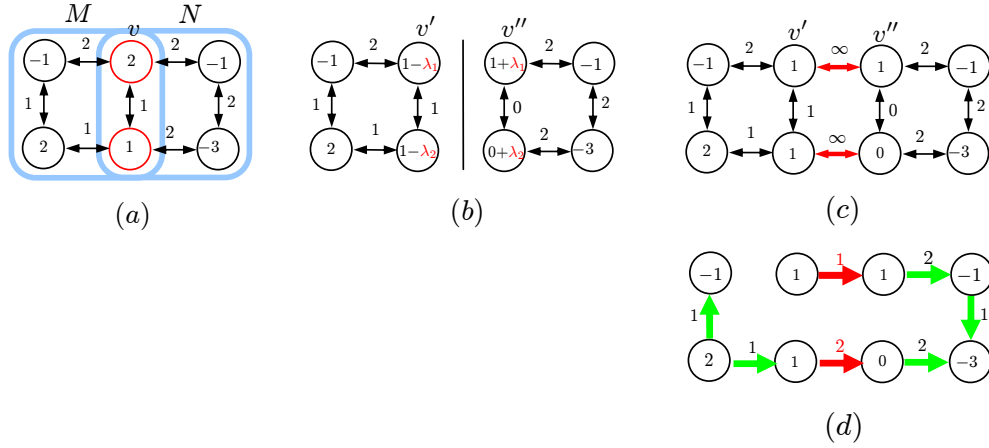 M v N
2 2
−1 2 −1
1 1 2
1 2
2 1 −3
(a)
v′ v″
2 2
−1 1−λ₁ 1+λ₁ −1
1 1 0 2
1 2
2 1−λ₂ 0+λ₂ −3
(b)
v′ v″
2 ∞ 2
−1 1 1 −1
1 1 0 2
1 ∞ 2
2 1 0 −3
(c)
1 2
−1 1 1 −1
1 1
1 2 2
2 1 0 −3
(d)